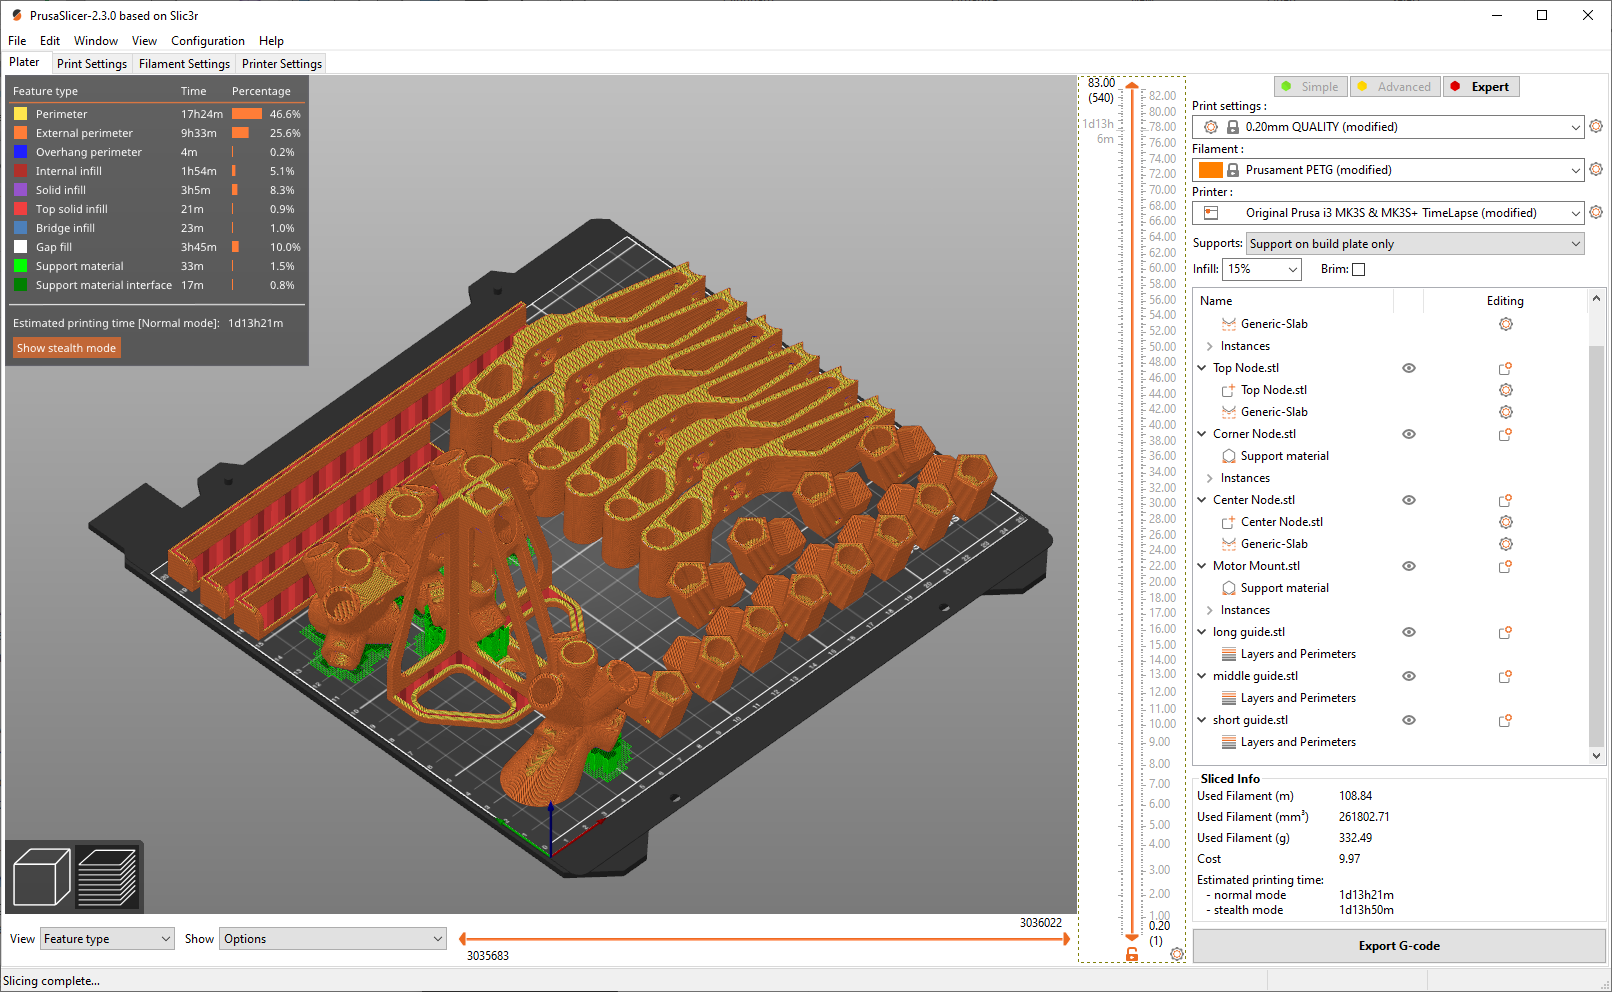 PrusaSlicer-2.3.0 based on Slic3r
File Edit Window View Configuration Help
Plater Print Settings Filament Settings Printer Settings
Feature type Time Percentage
Perimeter 17h24m 46.6%
External perimeter 9h33m 25.6%
Overhang perimeter 4m 0.2%
Internal infill 1h54m 5.1%
Solid infill 3h5m 8.3%
Top solid infill 21m 0.9%
Bridge infill 23m 1.0%
Gap fill 3h45m 10.0%
Support material 33m 1.5%
Support material interface 17m 0.8%
Estimated printing time [Normal mode]: 1d13h21m
Show stealth mode
View Feature type Show Options
3036022
3035683
83.00
(540)
1d13h
6m
82.00
80.00
78.00
76.00
74.00
72.00
70.00
68.00
66.00
64.00
62.00
60.00
58.00
56.00
54.00
52.00
50.00
48.00
46.00
44.00
42.00
40.00
38.00
36.00
34.00
32.00
30.00
28.00
26.00
24.00
22.00
20.00
18.00
17.00
16.00
15.00
14.00
13.00
12.00
11.00
10.00
9.00
8.00
7.00
6.00
5.00
4.00
3.00
2.00
1.00
0.20
(1)
Simple Advanced Expert
Print settings :
0.20mm QUALITY (modified)
Filament :
Prusament PETG (modified)
Printer :
Original Prusa i3 MK3S & MK3S+ TimeLapse (modified)
Supports: Support on build plate only
Infill: 15% Brim:
Name Editing
Generic-Slab
Instances
Top Node.stl
Top Node.stl
Generic-Slab
Corner Node.stl
Support material
Instances
Center Node.stl
Center Node.stl
Generic-Slab
Motor Mount.stl
Support material
Instances
long guide.stl
Layers and Perimeters
middle guide.stl
Layers and Perimeters
short guide.stl
Layers and Perimeters
Sliced Info
Used Filament (m) 108.84
Used Filament (mm³) 261802.71
Used Filament (g) 332.49
Cost 9.97
Estimated printing time:
- normal mode 1d13h21m
- stealth mode 1d13h50m
Export G-code
Slicing complete...